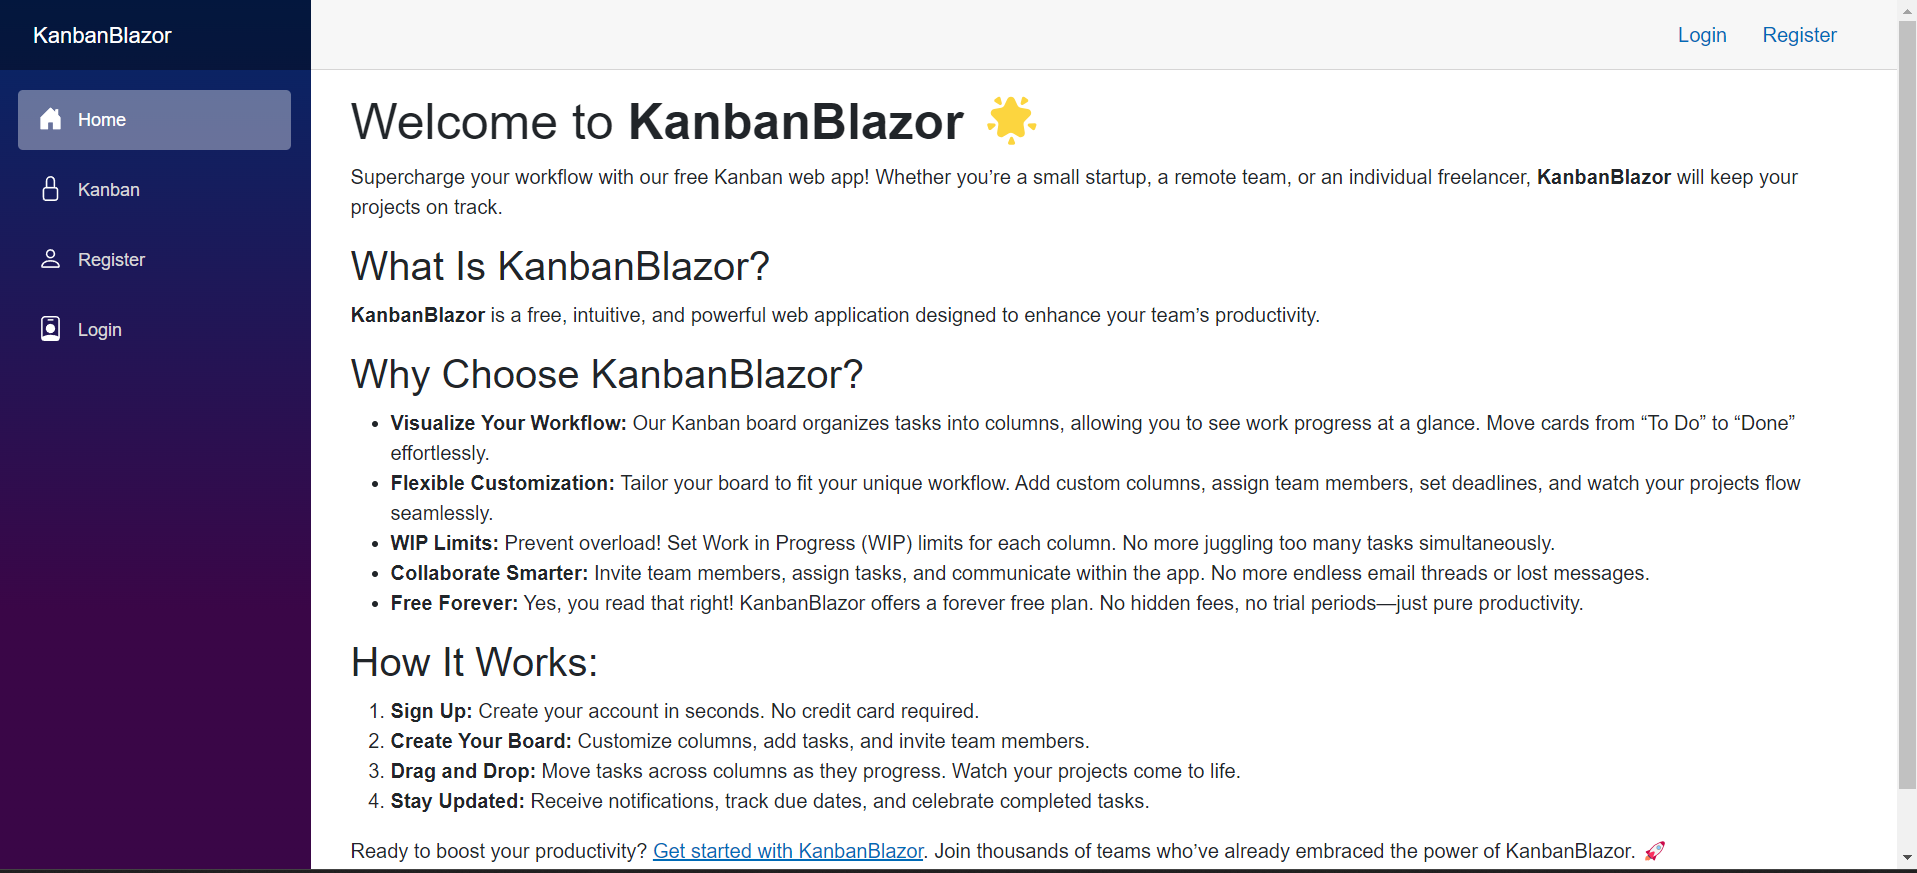 KanbanBlazor
Login
Register
Home
Kanban
Register
Login
Welcome to KanbanBlazor
Supercharge your workflow with our free Kanban web app! Whether you’re a small startup, a remote team, or an individual freelancer, KanbanBlazor will keep your
projects on track.
What Is KanbanBlazor?
KanbanBlazor is a free, intuitive, and powerful web application designed to enhance your team’s productivity.
Why Choose KanbanBlazor?
• Visualize Your Workflow: Our Kanban board organizes tasks into columns, allowing you to see work progress at a glance. Move cards from “To Do” to “Done”
effortlessly.
• Flexible Customization: Tailor your board to fit your unique workflow. Add custom columns, assign team members, set deadlines, and watch your projects flow
seamlessly.
• WIP Limits: Prevent overload! Set Work in Progress (WIP) limits for each column. No more juggling too many tasks simultaneously.
• Collaborate Smarter: Invite team members, assign tasks, and communicate within the app. No more endless email threads or lost messages.
• Free Forever: Yes, you read that right! KanbanBlazor offers a forever free plan. No hidden fees, no trial periods—just pure productivity.
How It Works:
1. Sign Up: Create your account in seconds. No credit card required.
2. Create Your Board: Customize columns, add tasks, and invite team members.
3. Drag and Drop: Move tasks across columns as they progress. Watch your projects come to life.
4. Stay Updated: Receive notifications, track due dates, and celebrate completed tasks.
Ready to boost your productivity? Get started with KanbanBlazor. Join thousands of teams who’ve already embraced the power of KanbanBlazor. 🚀